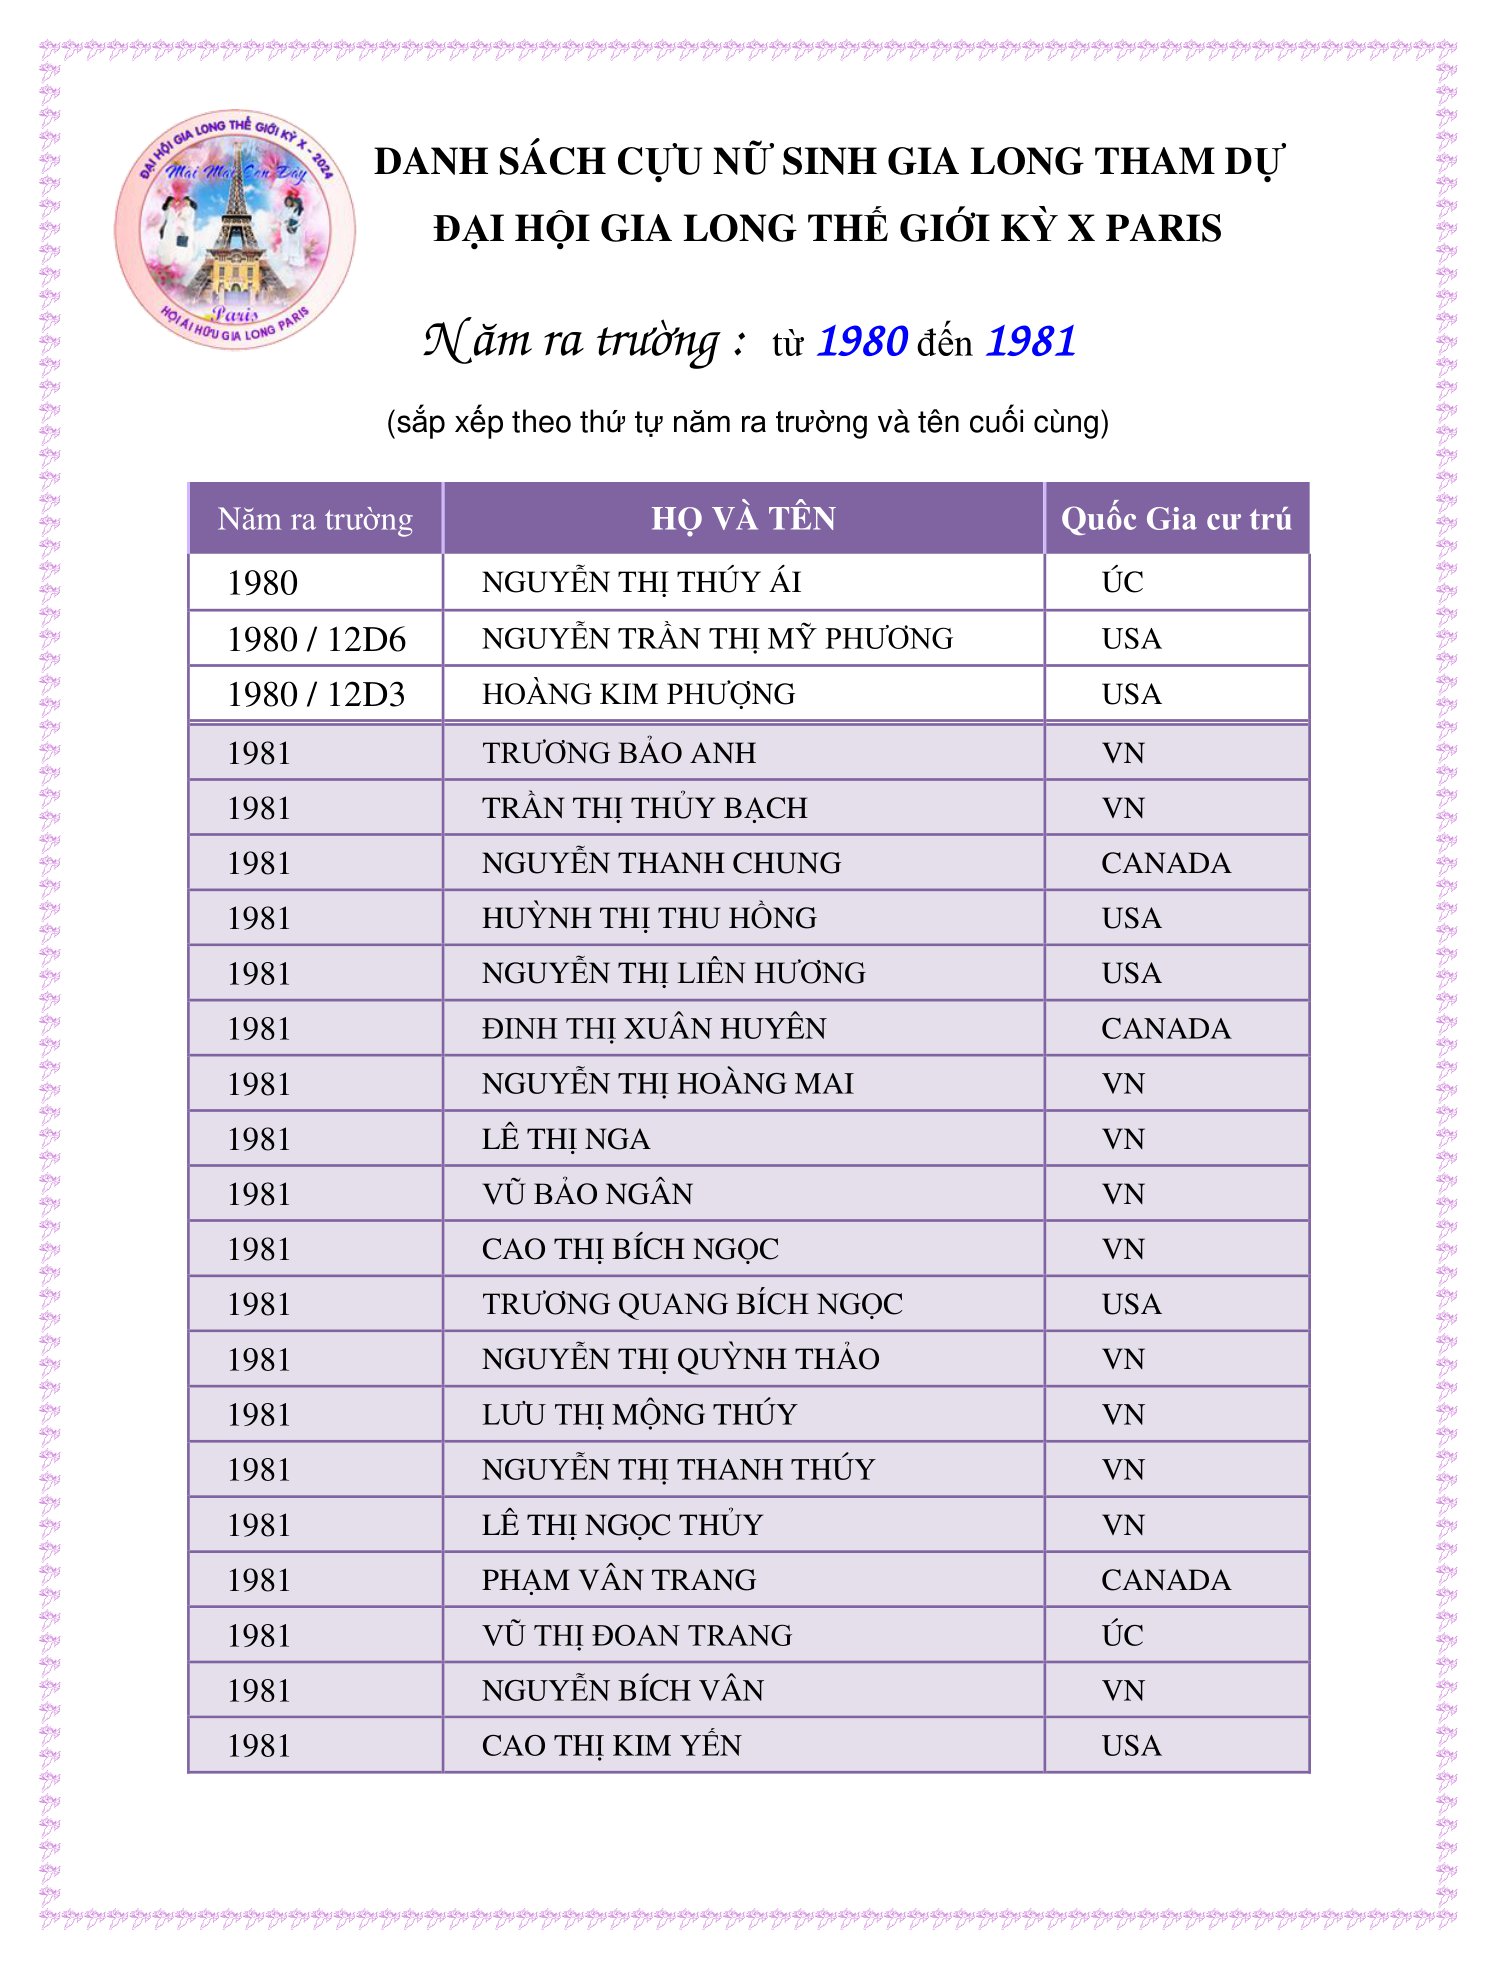 ĐẠI HỘI GIA LONG THẾ GIỚI KỲ X - 2024
Mãi Mãi Còn Đây
Paris
HỘI ÁI HỮU GIA LONG PARIS
DANH SÁCH CỰU NỮ SINH GIA LONG THAM DỰ
ĐẠI HỘI GIA LONG THẾ GIỚI KỲ X PARIS
Năm ra trường : từ 1980 đến 1981
(sắp xếp theo thứ tự năm ra trường và tên cuối cùng)
Năm ra trường HỌ VÀ TÊN Quốc Gia cư trú
1980 NGUYỄN THỊ THÚY ÁI ÚC
1980 / 12D6 NGUYỄN TRẦN THỊ MỸ PHƯƠNG USA
1980 / 12D3 HOÀNG KIM PHƯỢNG USA
1981 TRƯƠNG BẢO ANH VN
1981 TRẦN THỊ THỦY BẠCH VN
1981 NGUYỄN THANH CHUNG CANADA
1981 HUỲNH THỊ THU HỒNG USA
1981 NGUYỄN THỊ LIÊN HƯƠNG USA
1981 ĐINH THỊ XUÂN HUYÊN CANADA
1981 NGUYỄN THỊ HOÀNG MAI VN
1981 LÊ THỊ NGA VN
1981 VŨ BẢO NGÂN VN
1981 CAO THỊ BÍCH NGỌC VN
1981 TRƯƠNG QUANG BÍCH NGỌC USA
1981 NGUYỄN THỊ QUỲNH THẢO VN
1981 LƯU THỊ MỘNG THÚY VN
1981 NGUYỄN THỊ THANH THÚY VN
1981 LÊ THỊ NGỌC THỦY VN
1981 PHẠM VÂN TRANG CANADA
1981 VŨ THỊ ĐOAN TRANG ÚC
1981 NGUYỄN BÍCH VÂN VN
1981 CAO THỊ KIM YẾN USA